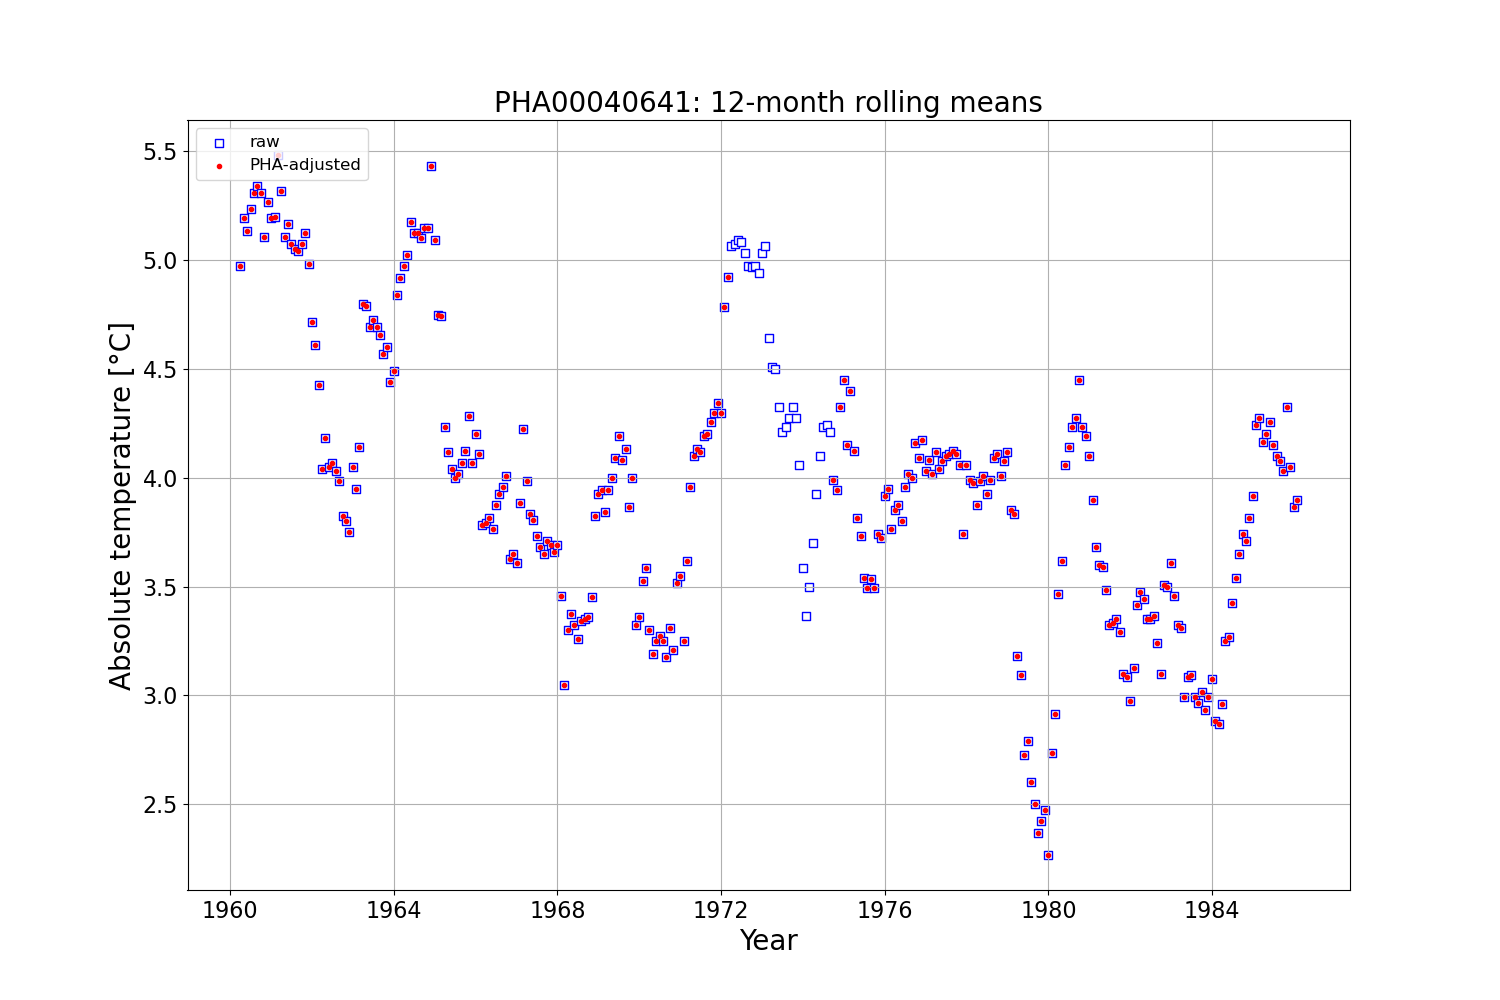 PHA00040641: 12-month rolling means
raw
PHA-adjusted
Absolute temperature [°C]
5.5
5.0
4.5
4.0
3.5
3.0
2.5
1960 1964 1968 1972 1976 1980 1984
Year